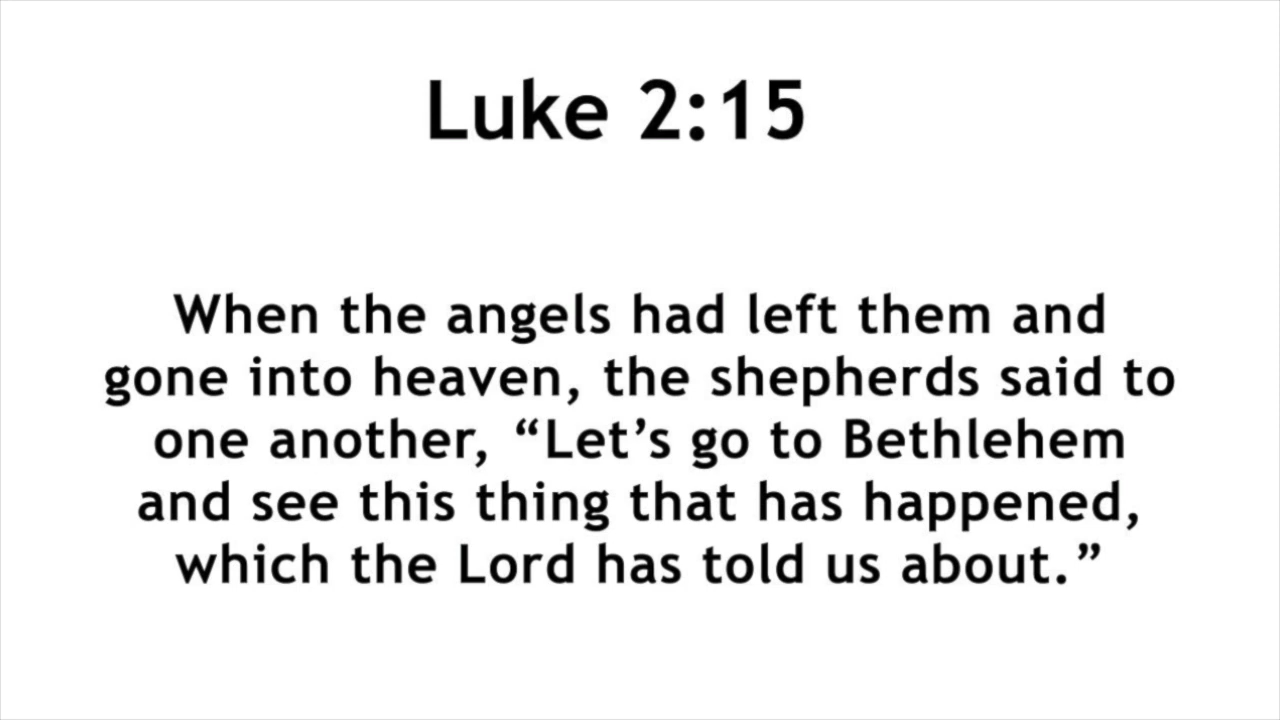 Luke 2:15
When the angels had left them and
gone into heaven, the shepherds said to
one another, “Let’s go to Bethlehem
and see this thing that has happened,
which the Lord has told us about.”